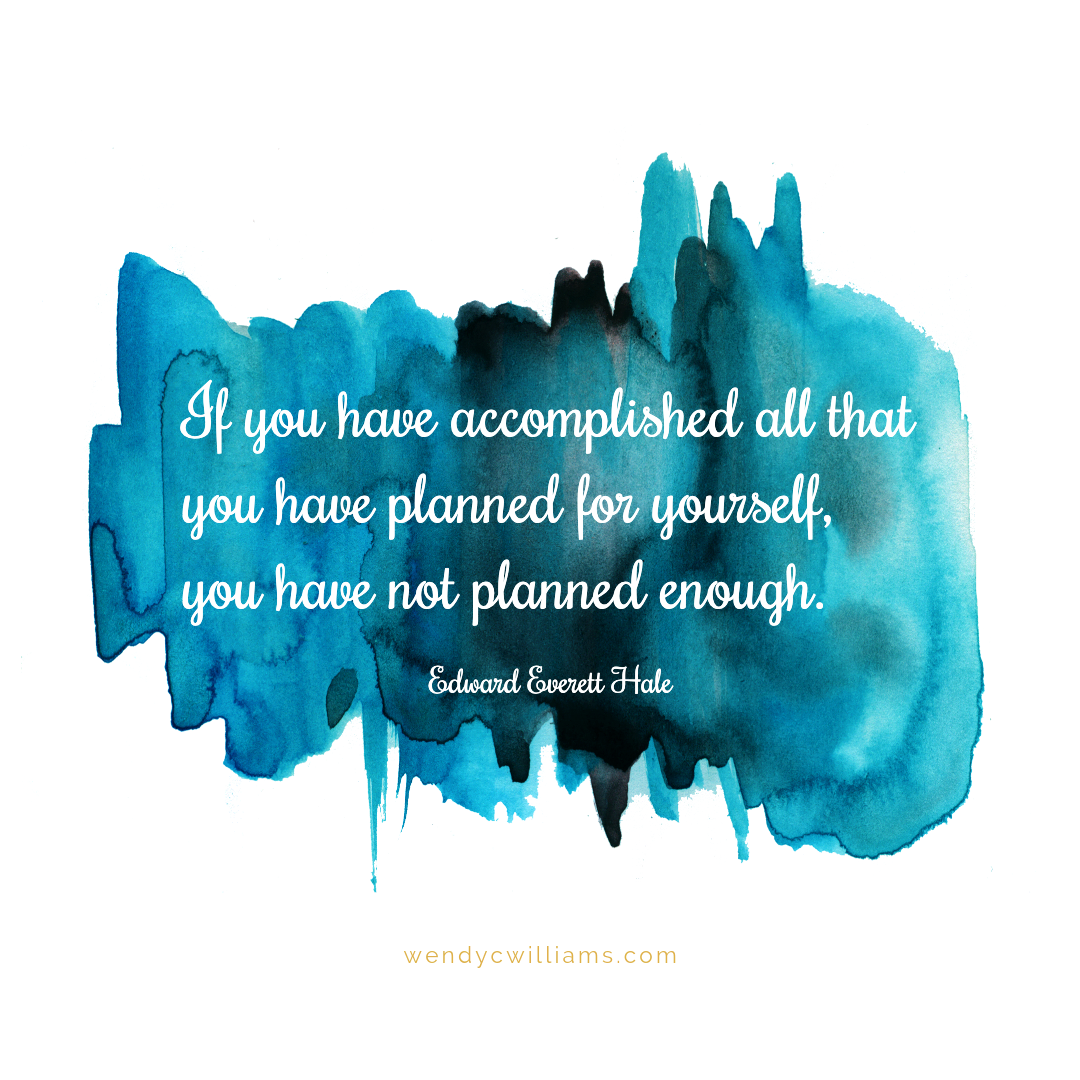 If you have accomplished all that
you have planned for yourself,
you have not planned enough.
Edward Everett Hale
wendycwilliams.com